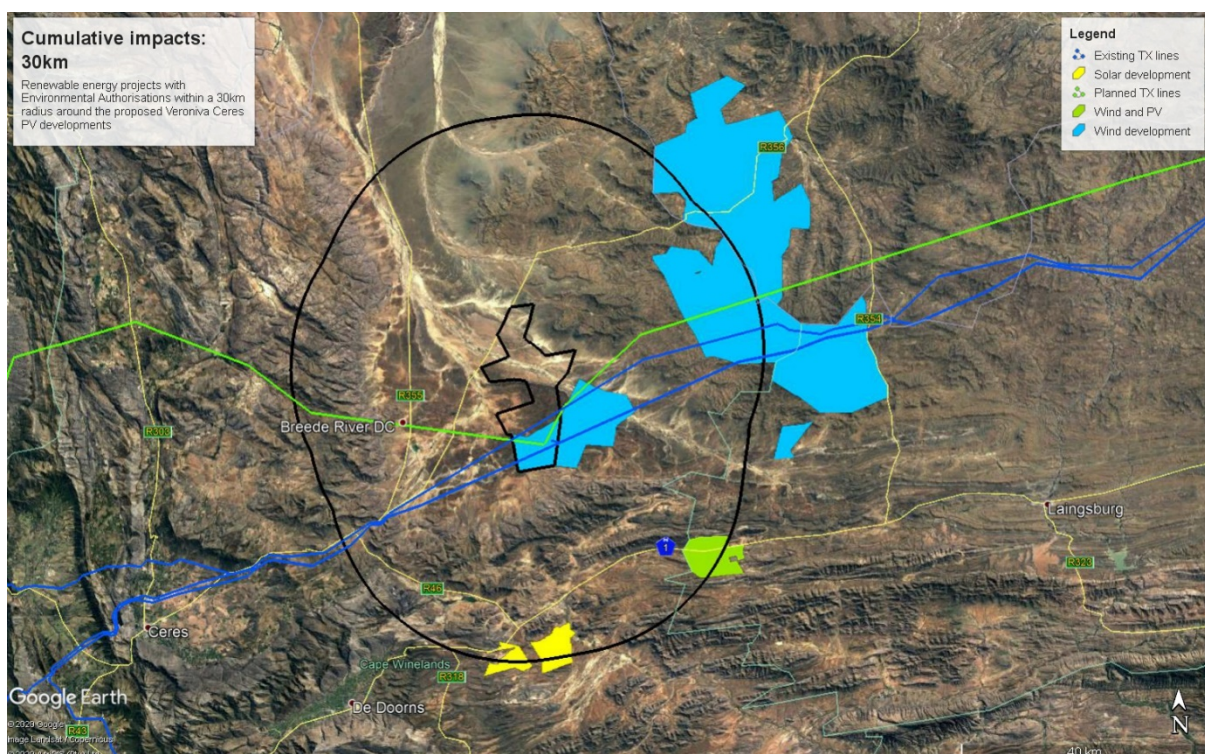 Cumulative impacts:
30km
Renewable energy projects with
Environmental Authorisations within a 30km
radius around the proposed Veroniva Ceres
PV developments
Legend
Existing TX lines
Solar development
Planned TX lines
Wind and PV
Wind development
R356
R354
R355
Breede River DC
R303
Laingsburg
1
R323
R46
Ceres
Cape Winelands
R318
De Doorns
Google Earth
R43
N
40 km